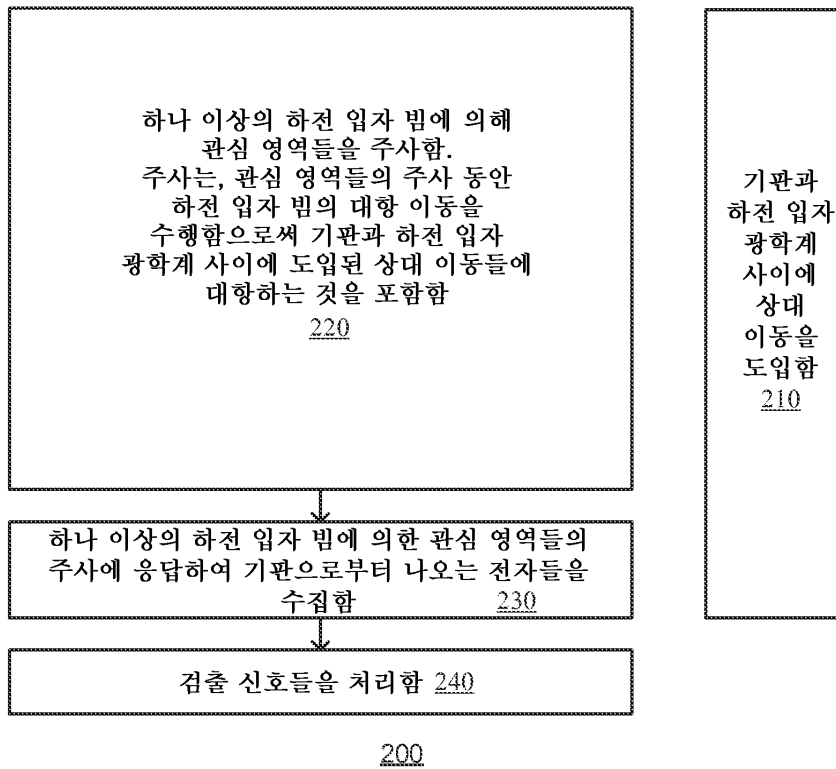 하나 이상의 하전 입자 빔에 의해
관심 영역들을 주사함.
주사는, 관심 영역들의 주사 동안
하전 입자 빔의 대항 이동을
수행함으로써 기판과 하전 입자
광학계 사이에 도입된 상대 이동들에
대항하는 것을 포함함
220
기판과
하전 입자
광학계
사이에
상대
이동을
도입함
210
하나 이상의 하전 입자 빔에 의한 관심 영역들의
주사에 응답하여 기판으로부터 나오는 전자들을
수집함 230
검출 신호들을 처리함 240
200